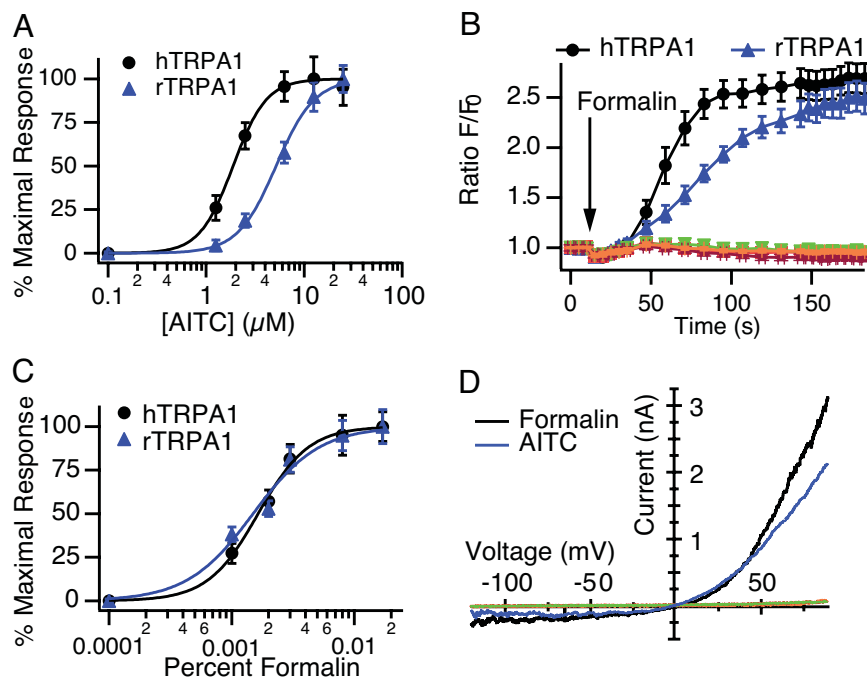 A
hTRPA1
rTRPA1
% Maximal Response
100
75
50
25
0
0.1 2 4 6 1 2 4 6 10 2 4 6 100
[AITC] (µM)
B
hTRPA1 rTRPA1
Formalin
Ratio F/F0
2.5
2.0
1.5
1.0
0 50 100 150
Time (s)
C
hTRPA1
rTRPA1
% Maximal Response
100
75
50
25
0
2 4 6 2 4 6 2
0.0001 0.001 0.01
Percent Formalin
D
Formalin
AITC
Current (nA)
3
2
1
Voltage (mV)
-100 -50 50